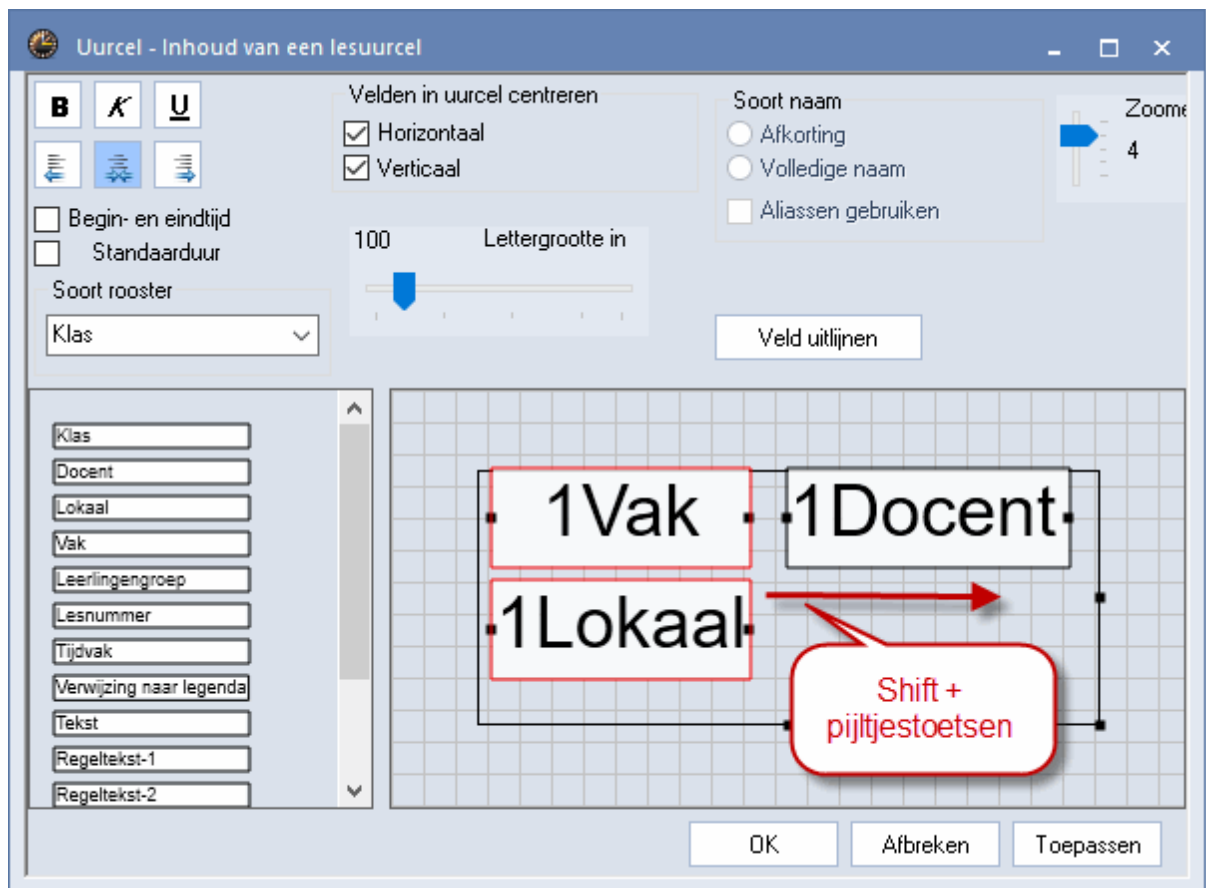 Uurcel - Inhoud van een lesuurcel
B K U
Velden in uurcel centreren
Horizontaal
Verticaal
Soort naam
Afkorting
Volledige naam
Aliassen gebruiken
Zoome
4
Begin- en eindtijd
Standaarduur
100 Lettergrootte in
Soort rooster
Klas
Veld uitlijnen
Klas
Docent
Lokaal
Vak
Leerlingengroep
Lesnummer
Tijdvak
Verwijzing naar legenda
Tekst
Regeltekst-1
Regeltekst-2
1Vak 1Docent
1Lokaal
Shift +
pijltjestoetsen
OK Afbreken Toepassen